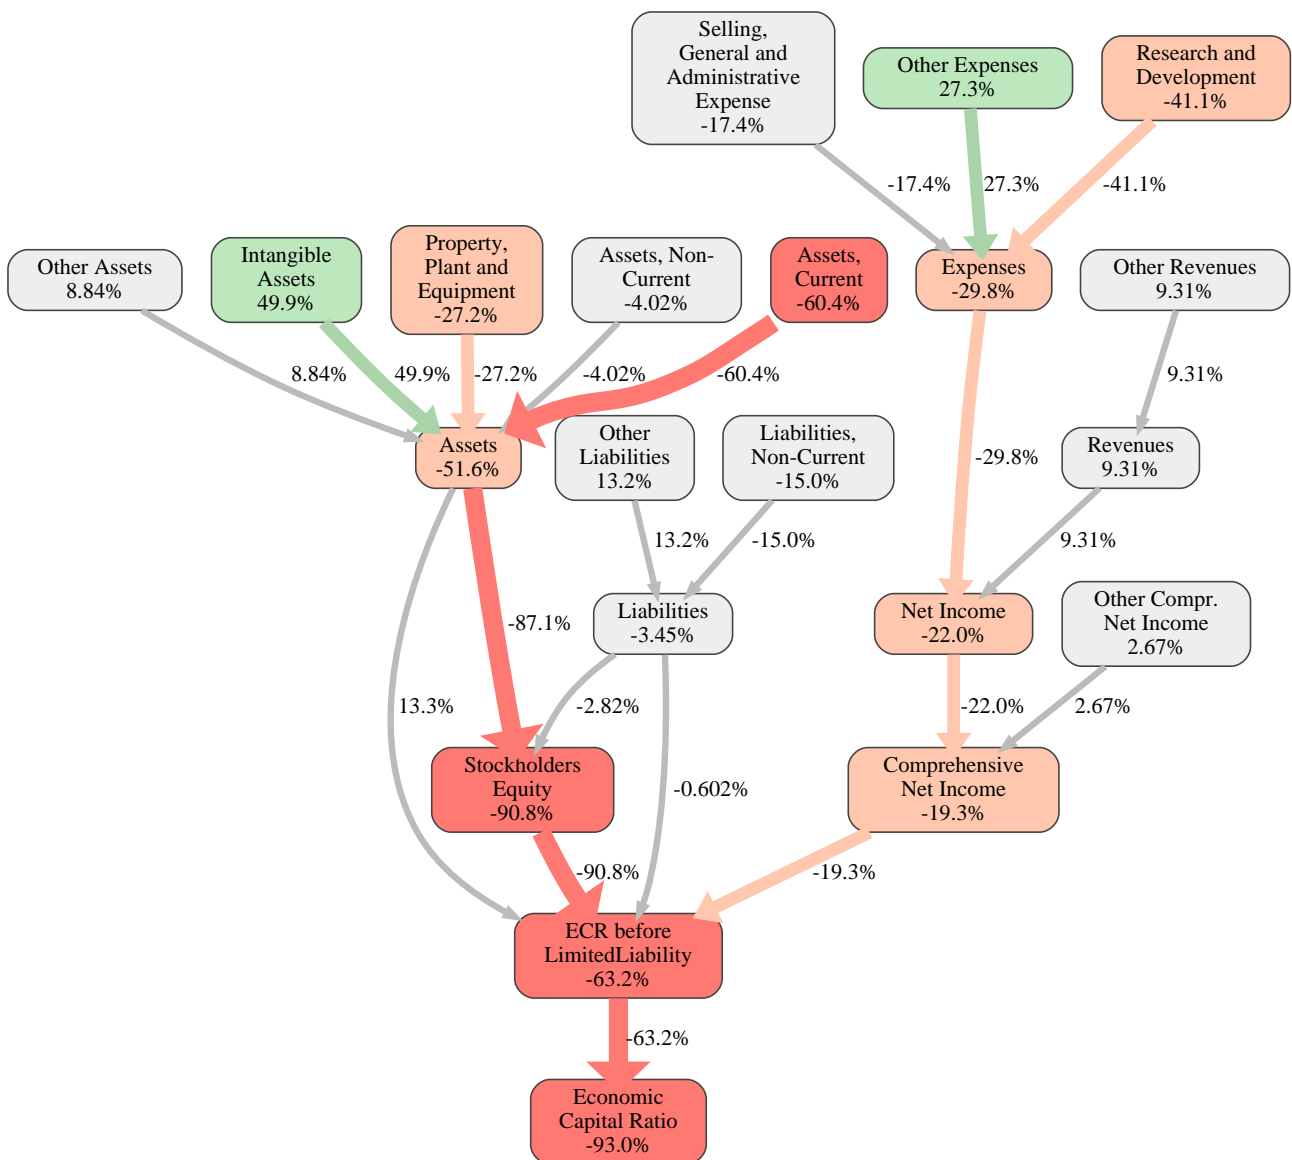 Selling,
General and
Administrative
Expense
-17.4%
Other Expenses
27.3%
Research and
Development
-41.1%
-17.4%
27.3%
-41.1%
Other Assets
8.84%
Intangible
Assets
49.9%
Property,
Plant and
Equipment
-27.2%
Assets, Non-
Current
-4.02%
Assets,
Current
-60.4%
Expenses
-29.8%
Other Revenues
9.31%
8.84%
49.9%
-27.2%
-4.02%
-60.4%
9.31%
Assets
-51.6%
Other
Liabilities
13.2%
Liabilities,
Non-Current
-15.0%
-29.8%
Revenues
9.31%
13.2%
-15.0%
9.31%
-87.1%
Liabilities
-3.45%
Net Income
-22.0%
Other Compr.
Net Income
2.67%
13.3%
-2.82%
-22.0%
2.67%
Stockholders
Equity
-90.8%
-0.602%
Comprehensive
Net Income
-19.3%
-90.8%
-19.3%
ECR before
LimitedLiability
-63.2%
-63.2%
Economic
Capital Ratio
-93.0%